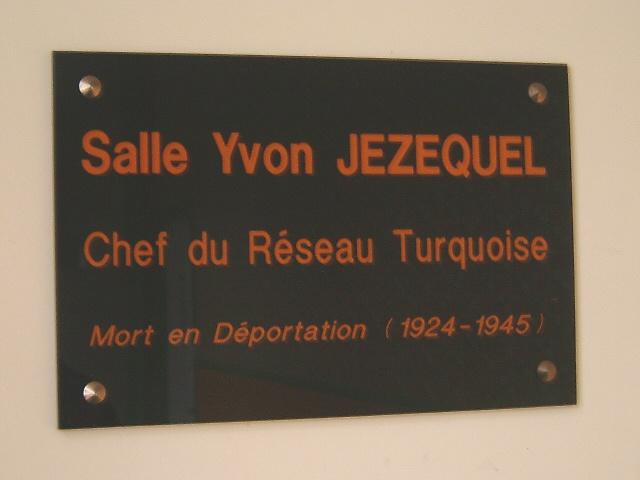 Salle Yvon JEZEQUEL
Chef du Réseau Turquoise
Mort en Déportation (1924-1945)